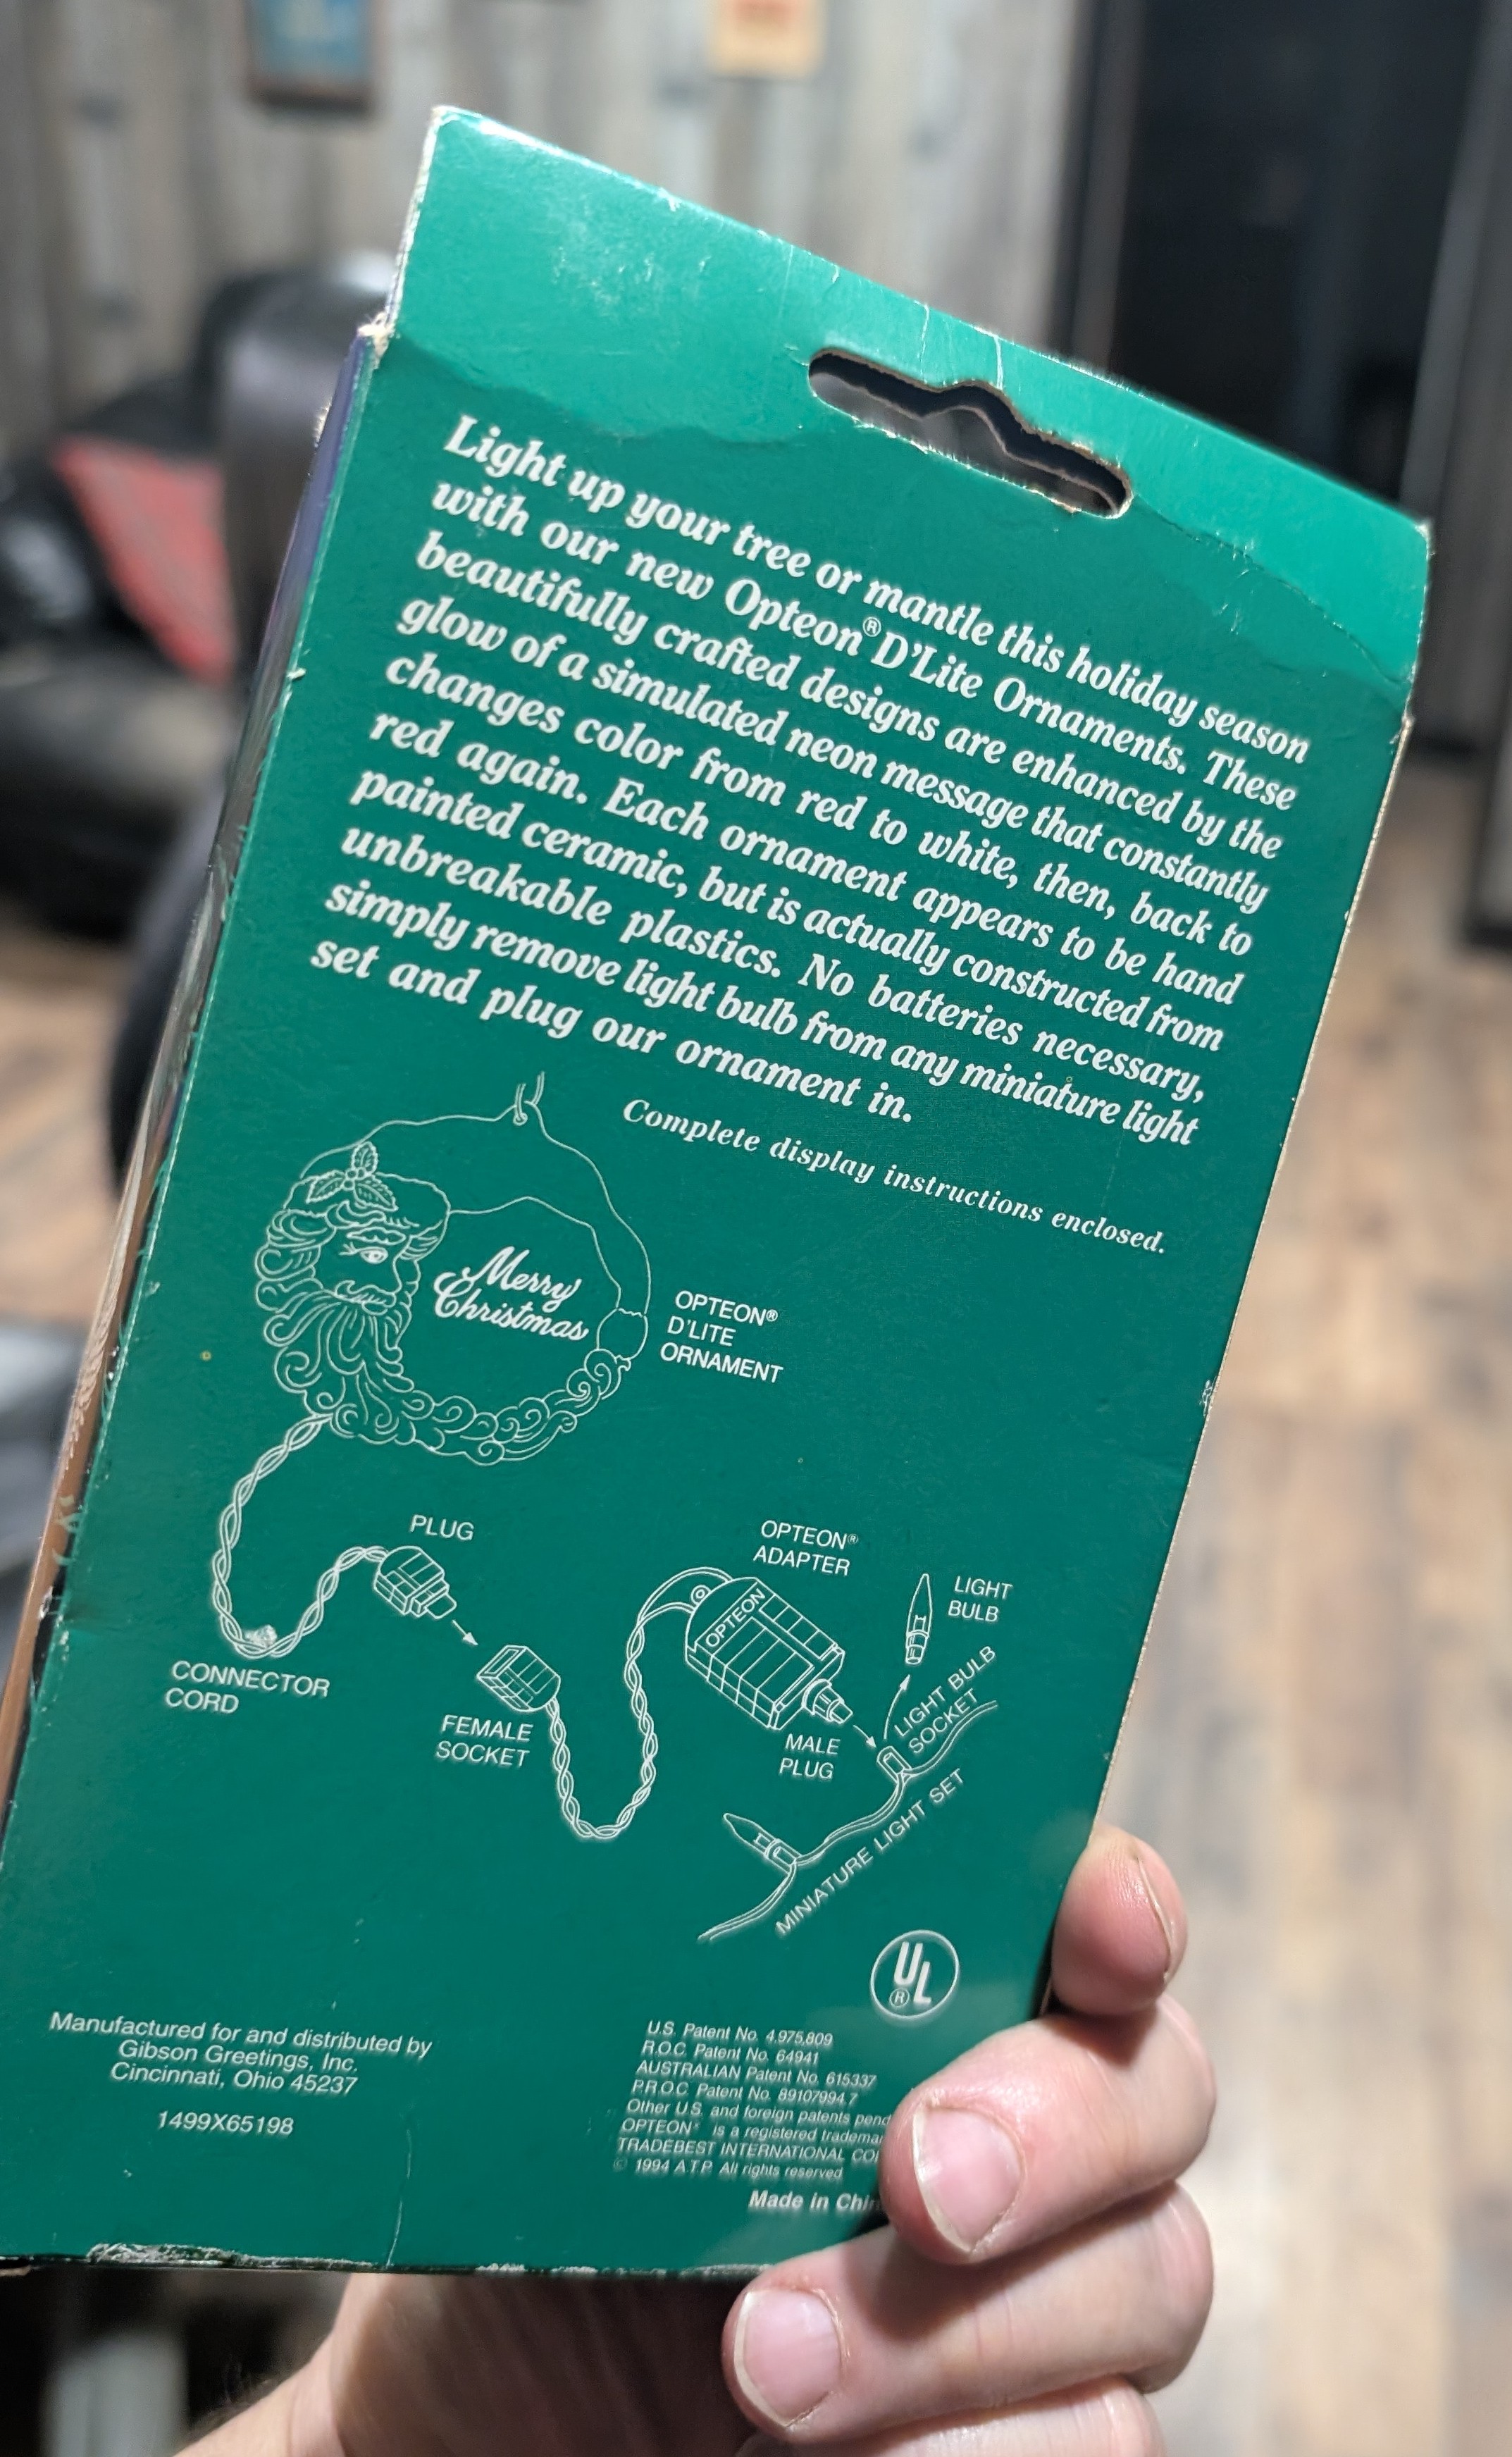 Light up your tree or mantle this holiday season
with our new Opteon® D'Lite Ornaments. These
beautifully crafted designs are enhanced by the
glow of a simulated neon message that constantly
changes color from red to white, then, back to
red again. Each ornament appears to be hand
painted ceramic, but is actually constructed from
unbreakable plastics. No batteries necessary,
simply remove light bulb from any miniature light
set and plug our ornament in.
Complete display instructions enclosed.
Merry
Christmas
OPTEON®
D'LITE
ORNAMENT
PLUG
CONNECTOR
CORD
FEMALE
SOCKET
OPTEON®
ADAPTER
OPTEON
MALE
PLUG
LIGHT
BULB
LIGHT BULB
SOCKET
MINIATURE LIGHT SET
UL
®
Manufactured for and distributed by
Gibson Greetings, Inc.
Cincinnati, Ohio 45237
1499X65198
U.S. Patent No. 4,975,809
R.O.C. Patent No. 64941
AUSTRALIAN Patent No. 615337
P.R.O.C. Patent No. 89107994.7
Other U.S. and foreign patents pend
OPTEON® is a registered tradema
TRADEBEST INTERNATIONAL CO
© 1994 A.T.P. All rights reserved
Made in Chin